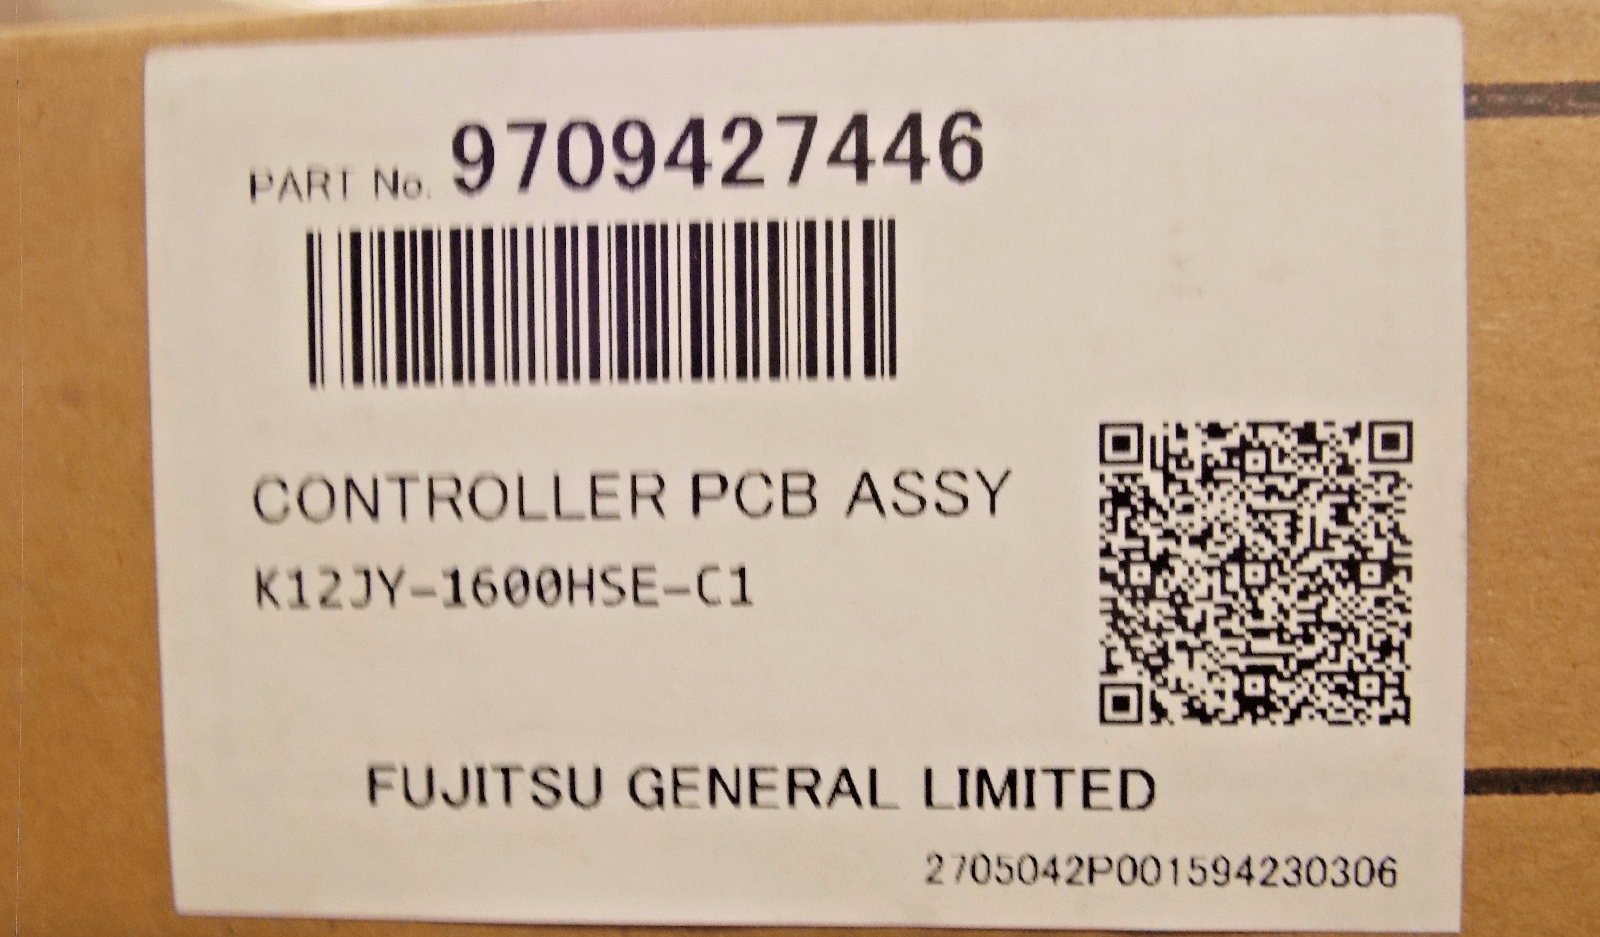 PART No. 9709427446
CONTROLLER PCB ASSY
K12JY-1600HSE-C1
FUJITSU GENERAL LIMITED
2705042P001594230306